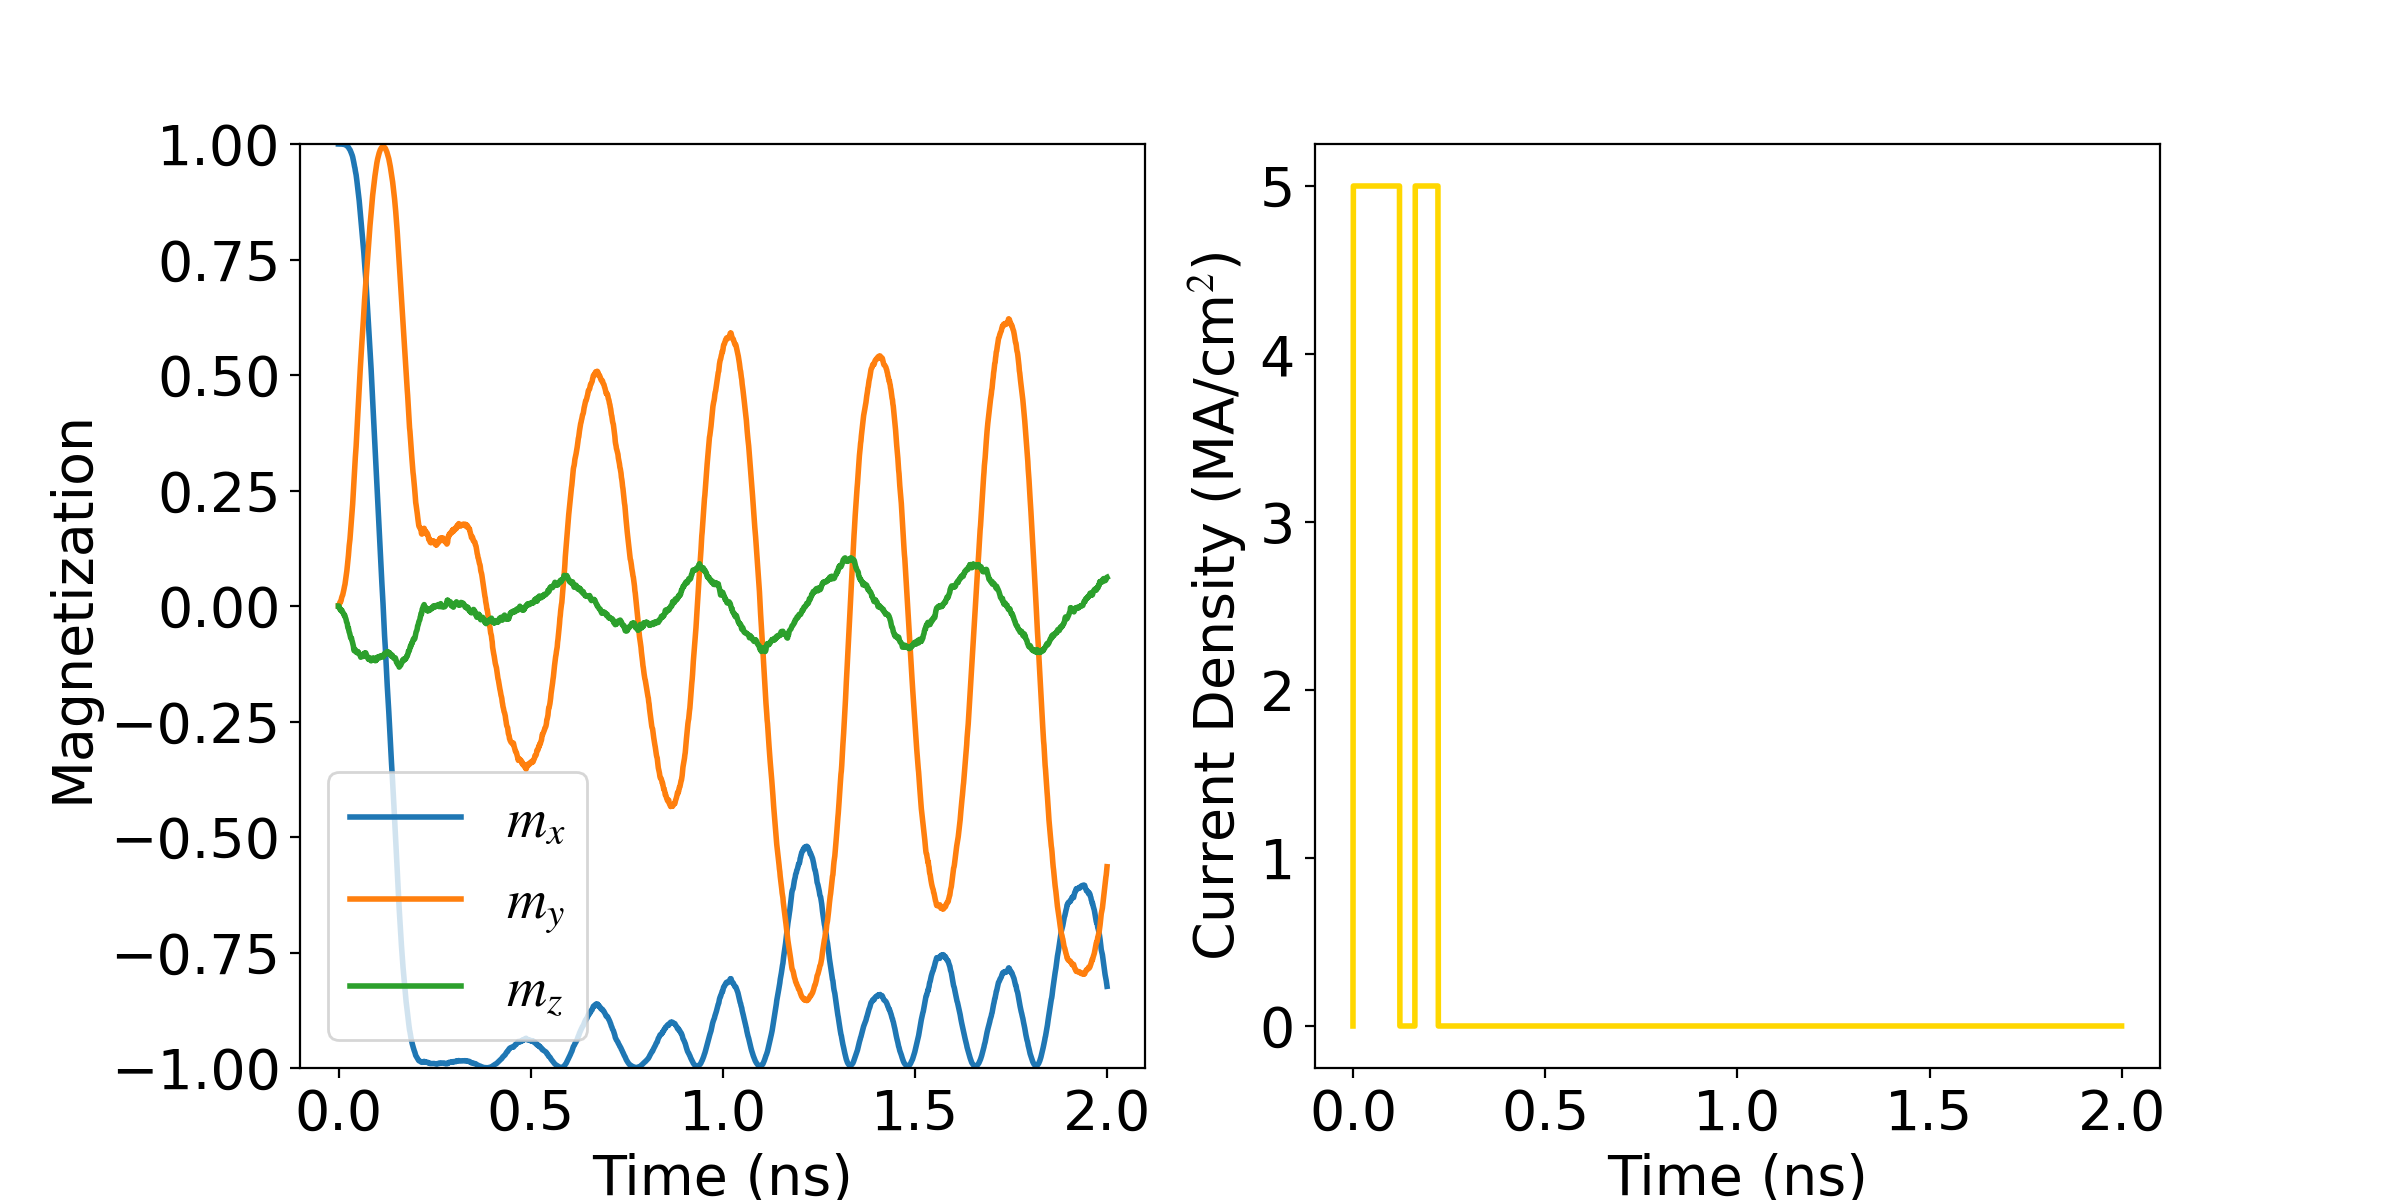 Magnetization
1.00
0.75
0.50
0.25
0.00
−0.25
−0.50
−0.75
−1.00
m_x
m_y
m_z
0.0 0.5 1.0 1.5 2.0
Time (ns)
Current Density (MA/cm²)
5
4
3
2
1
0
0.0 0.5 1.0 1.5 2.0
Time (ns)